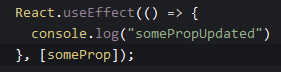 React.useEffect(() => {
  console.log("somePropUpdated")
}, [someProp]);